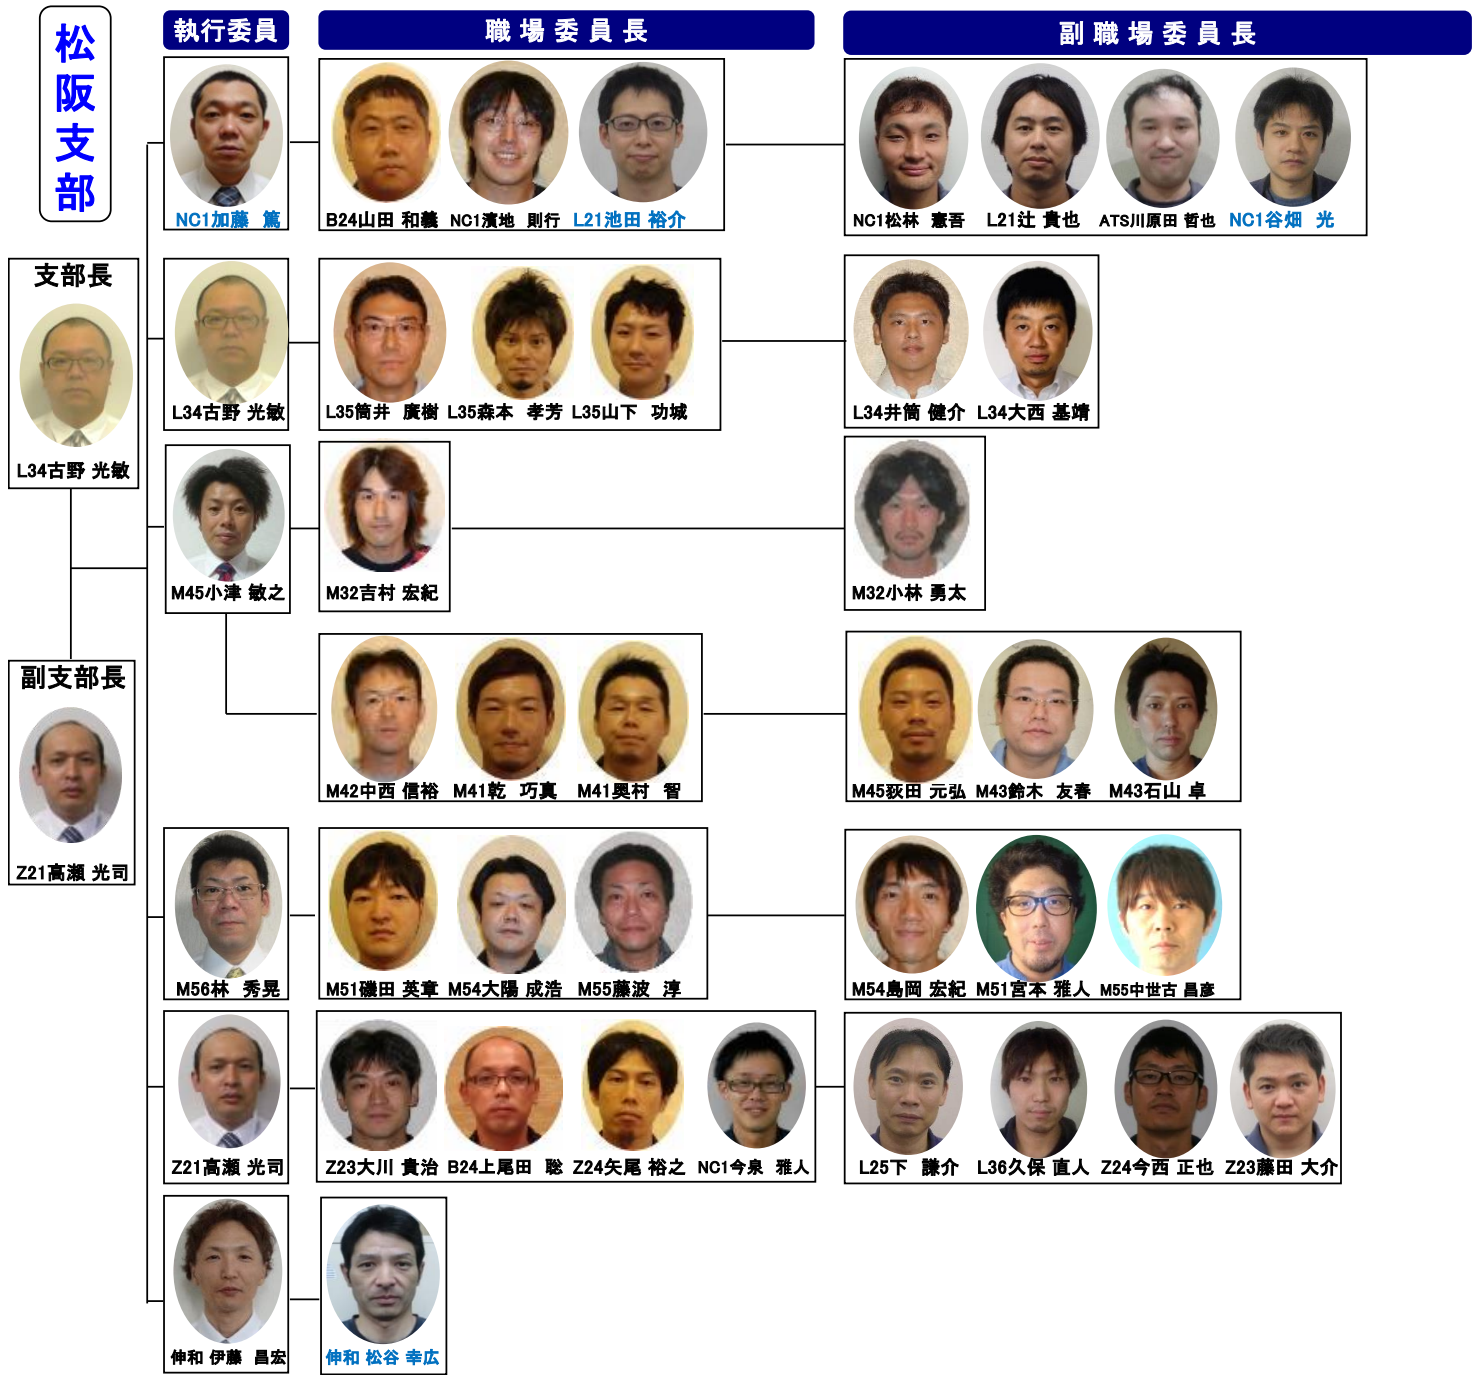 松阪支部
執行委員
職場委員長
副職場委員長
NC1加藤　篤
B24山田 和義
NC1濱地　則行
L21池田 裕介
NC1松林　憲吾
L21辻 貴也
ATS川原田 哲也
NC1谷畑　光
支部長
L34古野 光敏
L34古野 光敏
L35筒井　廣樹
L35森本　孝芳
L35山下　功城
L34井筒 健介
L34大西 基靖
M45小津 敏之
M32吉村 宏紀
M32小林 勇太
副支部長
Z21高瀬 光司
M42中西 信裕
M41乾　巧真
M41奥村　智
M45荻田 元弘
M43鈴木　友春
M43石山 卓
M56林　秀晃
M51磯田 英章
M54大陽 成浩
M55藤波　淳
M54島岡 宏紀
M51宮本 雅人
M55中世古 昌彦
Z21高瀬 光司
Z23大川 貴治
B24上尾田　聡
Z24矢尾 裕之
NC1今泉　雅人
L25下　謙介
L36久保 直人
Z24今西 正也
Z23藤田 大介
伸和 伊藤　昌宏
伸和 松谷 幸広